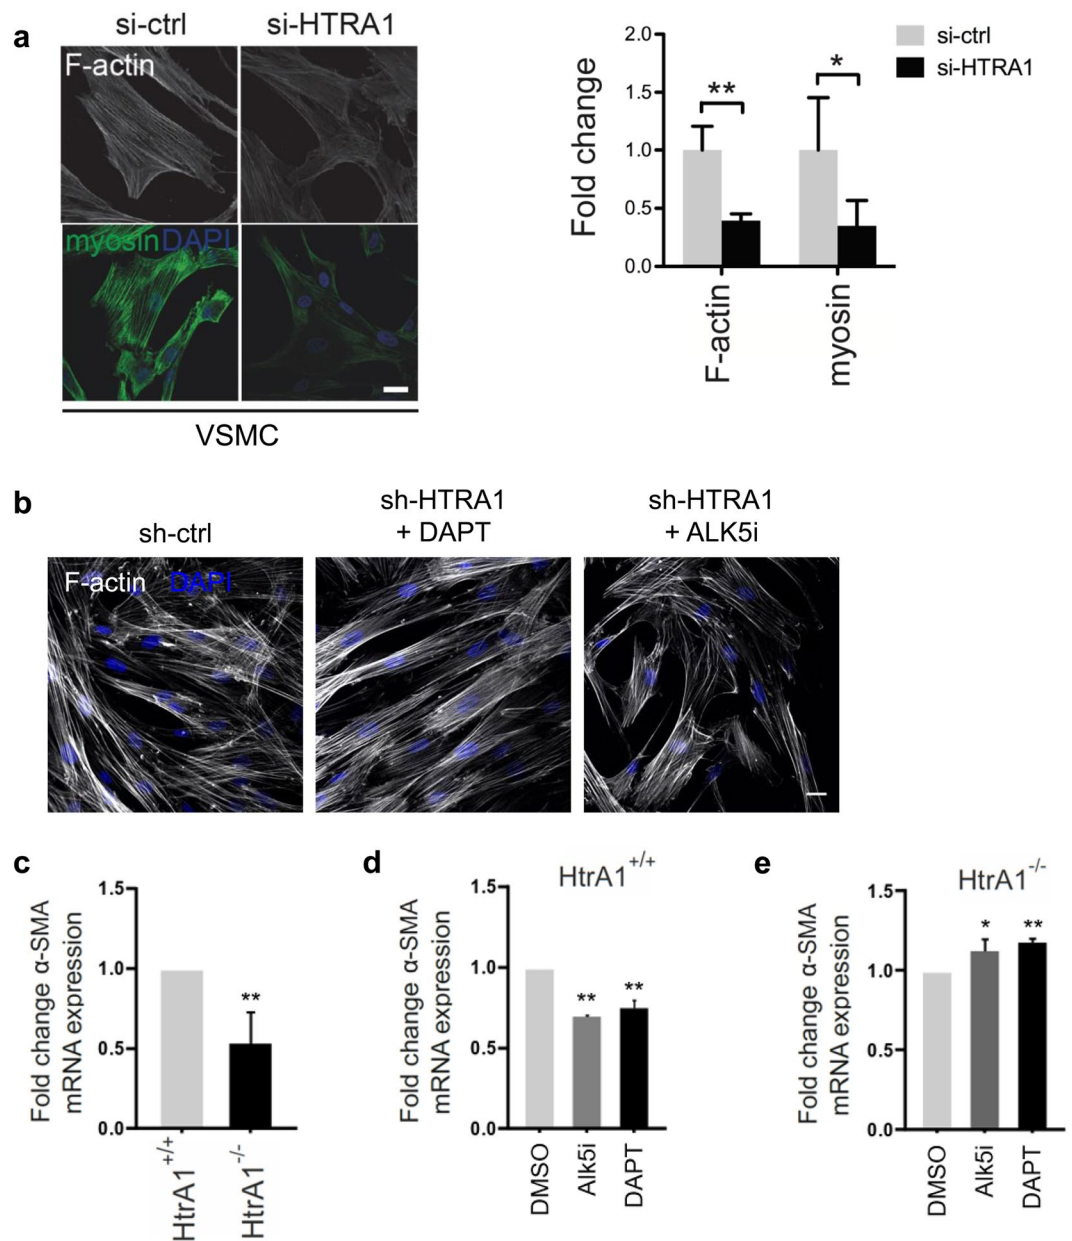 a
si-ctrl si-HTRA1
F-actin
myosin DAPI
VSMC
Fold change
2.0
1.5
1.0
0.5
0.0
** *
si-ctrl
si-HTRA1
F-actin
myosin
b
sh-ctrl
sh-HTRA1
+ DAPT
sh-HTRA1
+ ALK5i
F-actin DAPI
c
Fold change α-SMA
mRNA expression
1.5
1.0
0.5
0.0
**
HtrA1+/+
HtrA1-/-
d
HtrA1+/+
Fold change α-SMA
mRNA expression
1.5
1.0
0.5
0.0
** **
DMSO
Alk5i
DAPT
e
HtrA1-/-
Fold change α-SMA
mRNA expression
1.5
1.0
0.5
0.0
* **
DMSO
Alk5i
DAPT